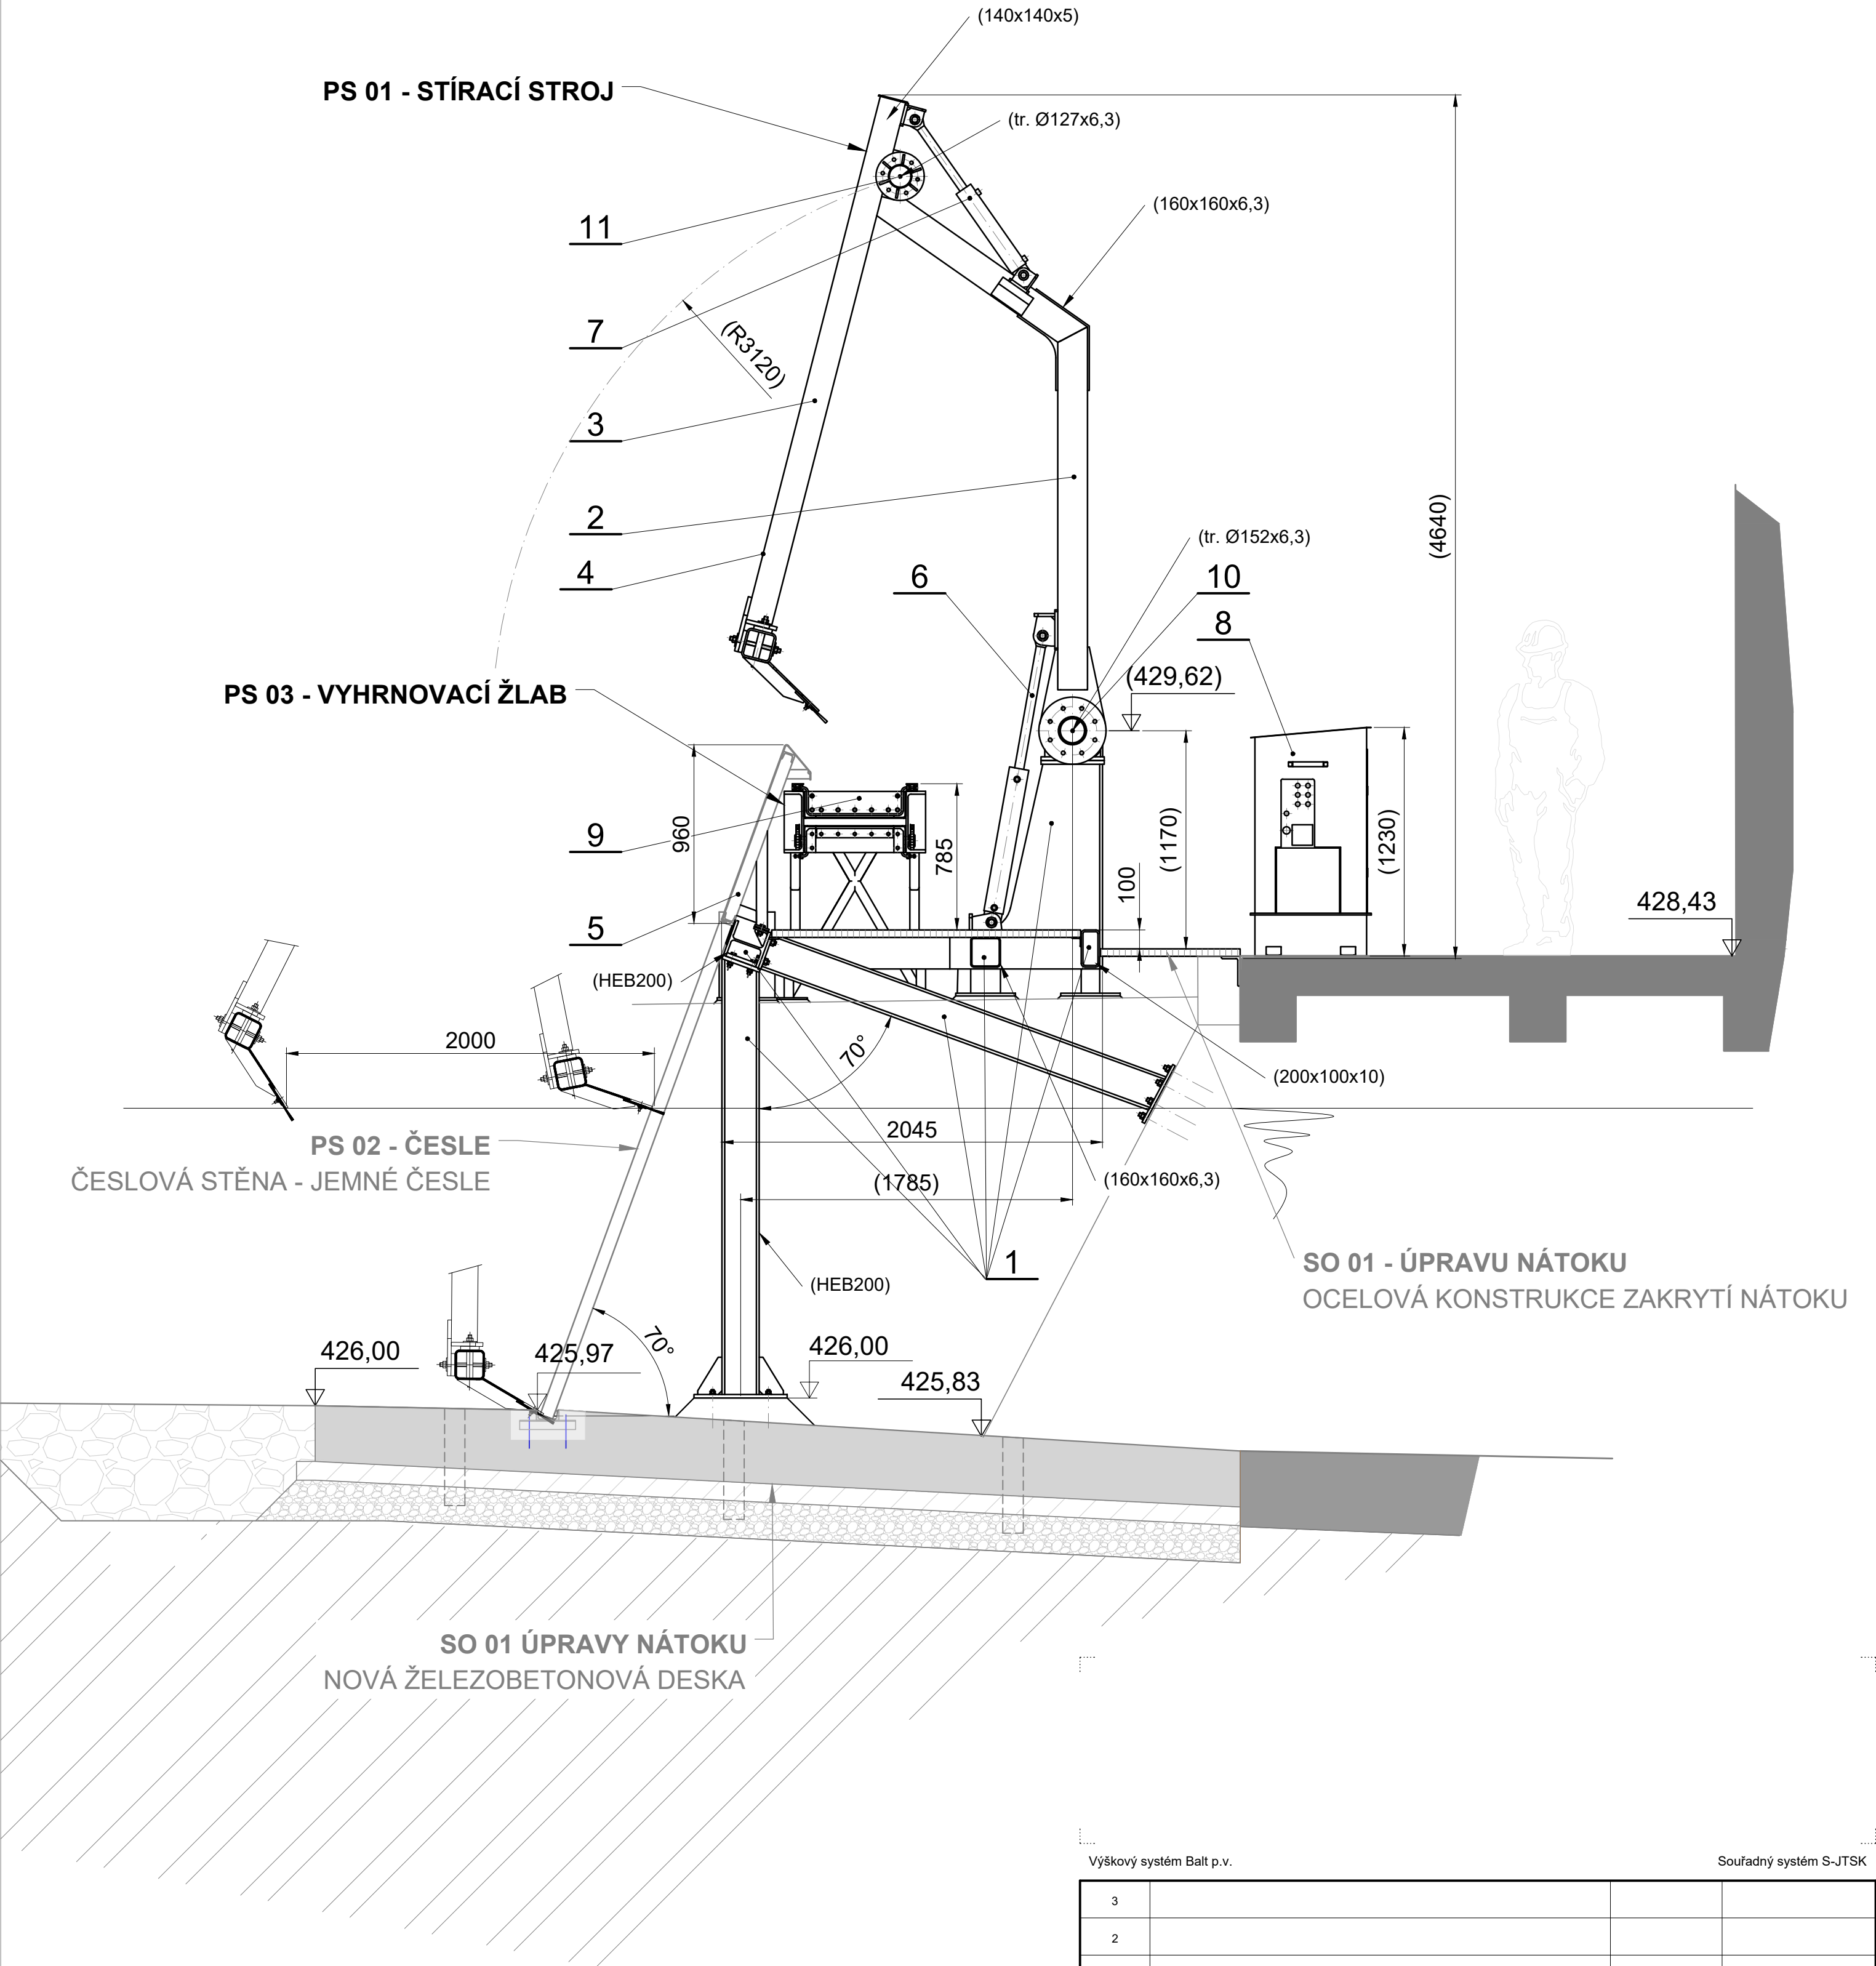 (140x140x5)
PS 01 - STÍRACÍ STROJ
(tr. Ø127x6,3)
(160x160x6,3)
11
7
(R3120)
3
2
(4640)
(tr. Ø152x6,3)
4
6
10
8
PS 03 - VYHRNOVACÍ ŽLAB
(429,62)
960
9
785
(1170)
(1230)
100
428,43
5
(HEB200)
2000
70°
(200x100x10)
2045
PS 02 - ČESLE
ČESLOVÁ STĚNA - JEMNÉ ČESLE
(1785)
(160x160x6,3)
1
SO 01 - ÚPRAVU NÁTOKU
OCELOVÁ KONSTRUKCE ZAKRYTÍ NÁTOKU
(HEB200)
70°
426,00
425,97
426,00
425,83
SO 01 ÚPRAVY NÁTOKU
NOVÁ ŽELEZOBETONOVÁ DESKA
Výškový systém Balt p.v.
Souřadný systém S-JTSK
3
2